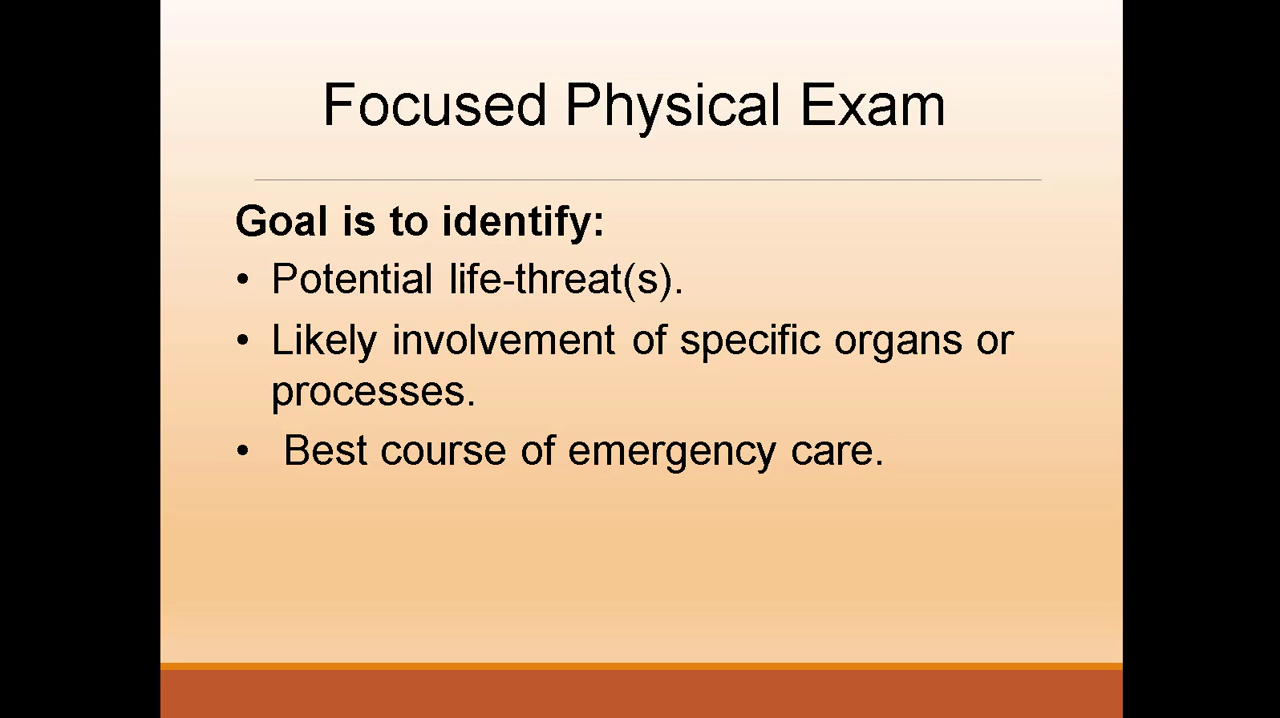 Focused Physical Exam
Goal is to identify:
• Potential life-threat(s).
• Likely involvement of specific organs or
processes.
• Best course of emergency care.